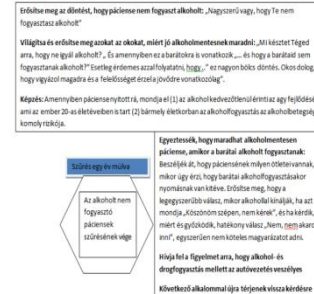 Erősítse meg az döntést, hogy páciense nem fogyaszt alkoholt: „Nagyszerű vagy, hogy Te nem
fogyasztasz alkoholt"
Világítsa és erősítse meg azokat az okokat, miért jó alkoholmentesnek maradni: „Mi késztet Téged
arra, hogy ne igyál alkoholt?„ És amennyiben ez a barátokra is vonatkozik „... és hogy a barátaid sem
fogyasztanak alkoholt?" Esetleg érdemes azzal folyatatni, hogy „." ez nagyon bölcs döntés. Okos dolog,
hogy vigyázol magadra és a felelősséget érzel a jövődre vonatkozólag".
Képzés: Amennyiben páciense nyitott rá, mondja el (1) az alkohol kedvezőtlenül érinti az agy fejlődését
ami az ember 20-as életéveiben is tart (2) bármely életkorban az alkoholfogyasztás az alkoholbetegség
komoly rizikója.
Szűrés egy év múlva
Az alkoholt nem
fogyasztó
páciensek
szűrésének vége
Egyeztessék, hogy maradhat alkoholmentesen
páciense, amikor a barátai alkoholt fogyasztanak:
Beszéljék át, hogy páciensének milyen ötletei vannak,
mikor úgy érzi, hogy barátai alkoholfogyasztásakor
nyomásnak van kitéve. Erősítse meg, hogy a
legegyszerűbb válasz, mikor alkohollal kínálják, ha azt
mondja „Köszönöm szépen, nem kérek", és ha kérdik,
miért és győzködik, hatékony válasz „Nem, nem akarok
inni", egyszerűen nem köteles magyarázatot adni.
Hívja fel a figyelmet arra, hogy alkohol- és
drogfogyasztás mellett az autóvezetés veszélyes
Következő alkalommal újra térjenek vissza kérdésre